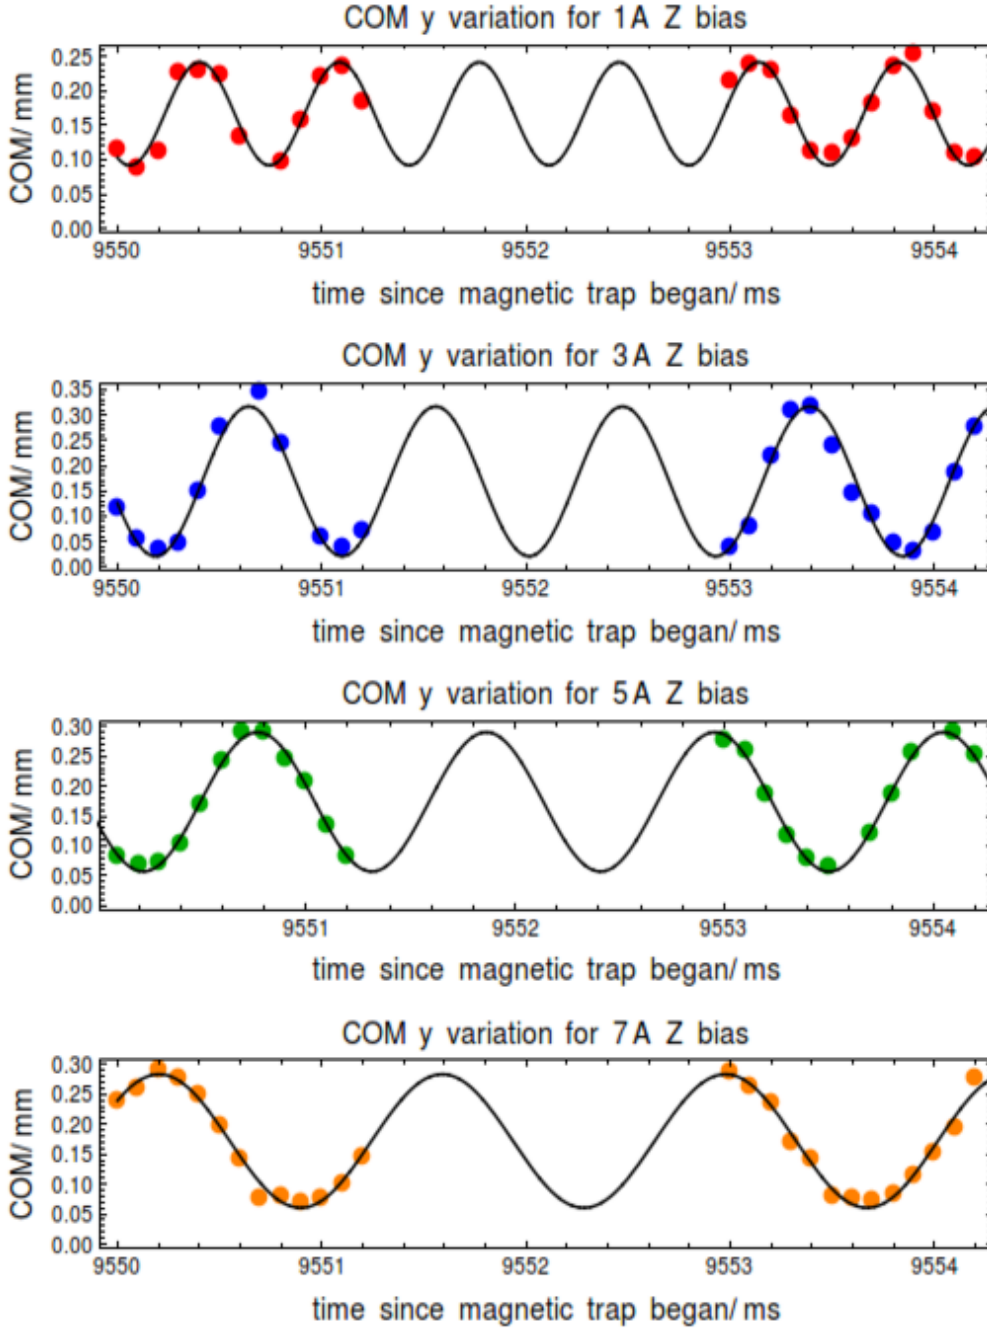 COM y variation for 1A Z bias
COM/mm
0.25
0.20
0.15
0.10
0.05
0.00
9550 9551 9552 9553 9554
time since magnetic trap began/ms
COM y variation for 3A Z bias
COM/mm
0.35
0.30
0.25
0.20
0.15
0.10
0.05
0.00
9550 9551 9552 9553 9554
time since magnetic trap began/ms
COM y variation for 5A Z bias
COM/mm
0.30
0.25
0.20
0.15
0.10
0.05
0.00
9551 9552 9553 9554
time since magnetic trap began/ms
COM y variation for 7A Z bias
COM/mm
0.30
0.25
0.20
0.15
0.10
0.05
0.00
9550 9551 9552 9553 9554
time since magnetic trap began/ms